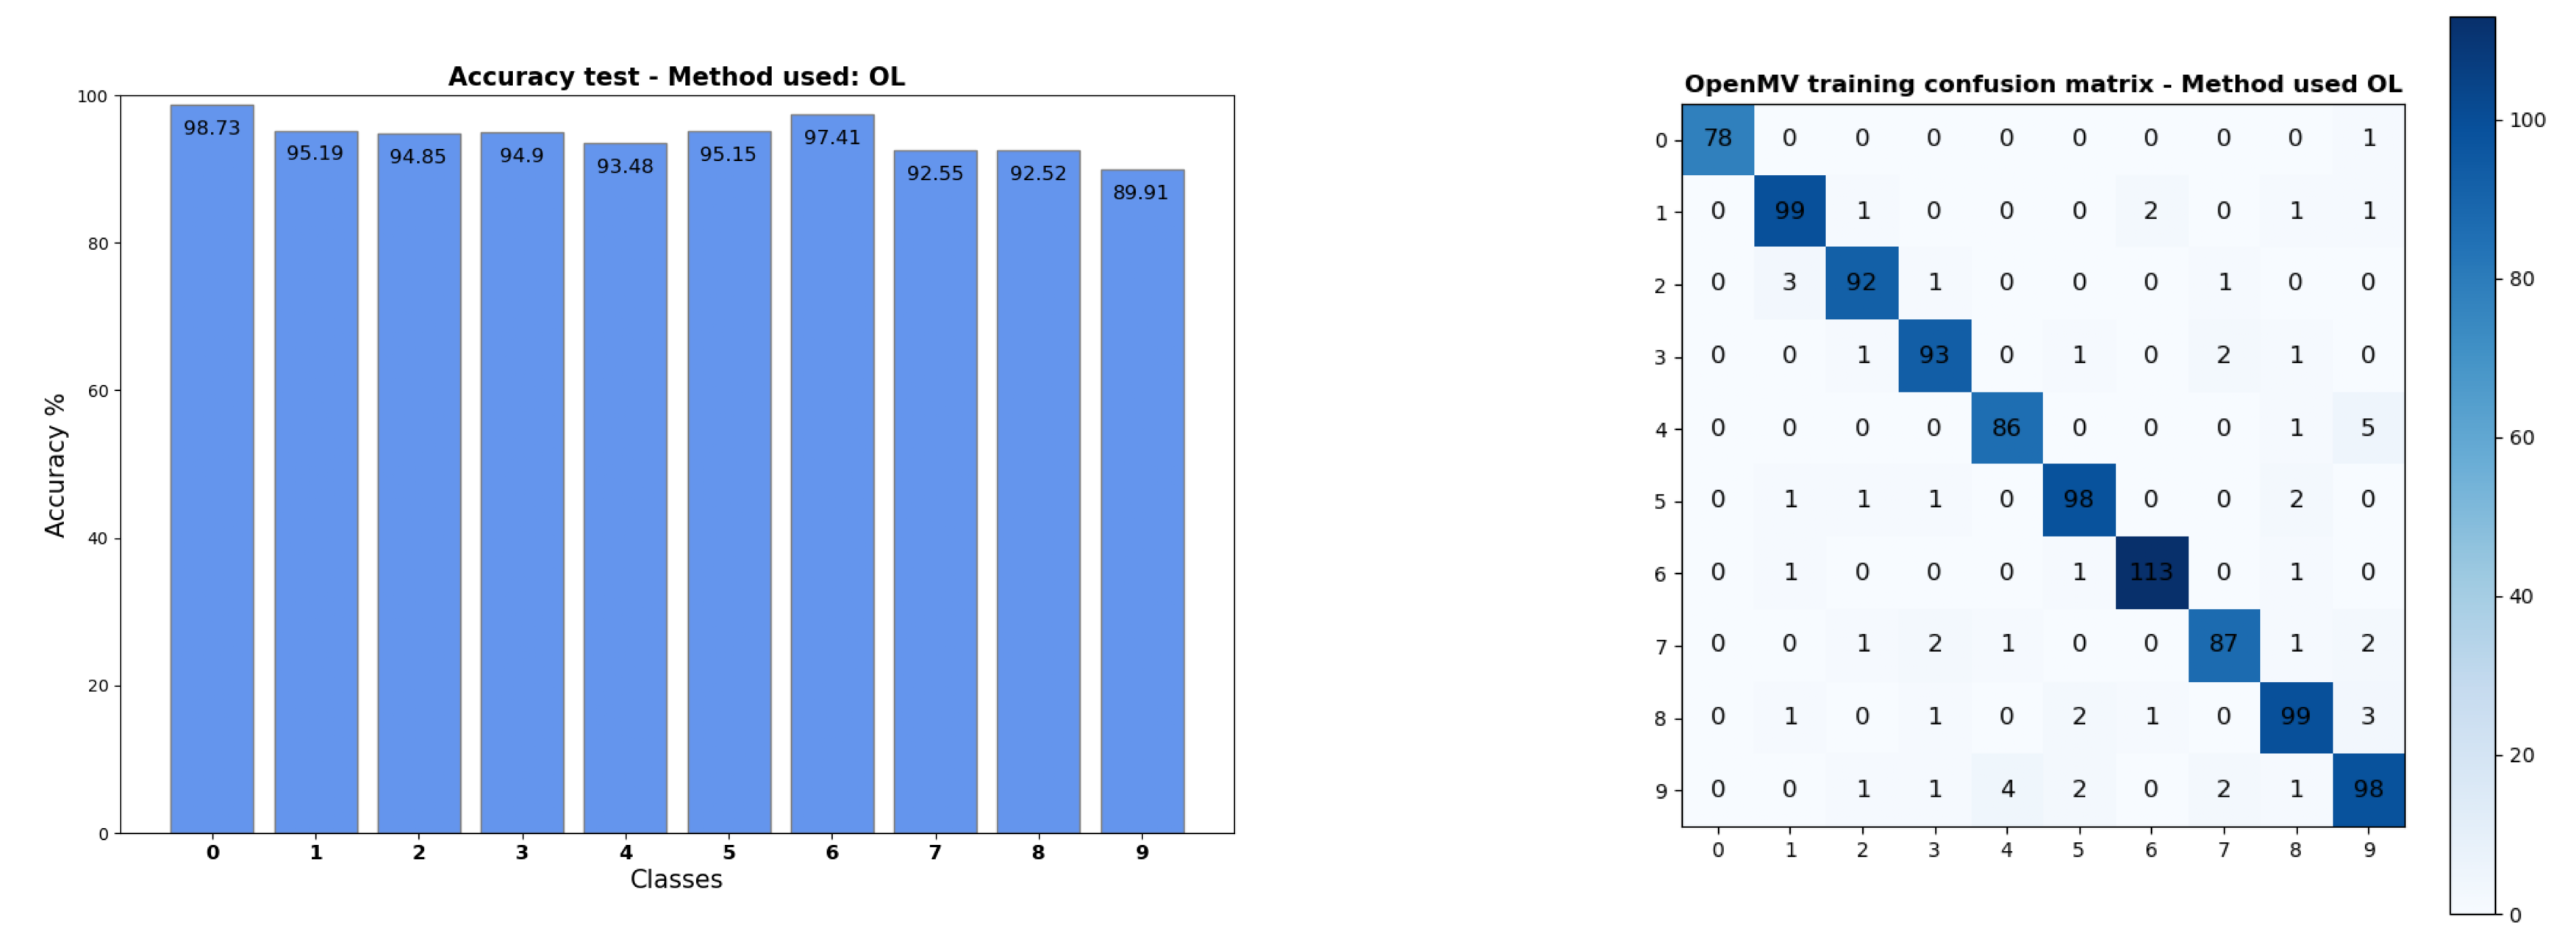 Accuracy test - Method used: OL
100
80
60
40
20
0
Accuracy %
98.73 95.19 94.85 94.9 93.48 95.15 97.41 92.55 92.52 89.91
0 1 2 3 4 5 6 7 8 9
Classes
OpenMV training confusion matrix - Method used OL
0 78 0 0 0 0 0 0 0 0 1
1 0 99 1 0 0 0 2 0 1 1
2 0 3 92 1 0 0 0 1 0 0
3 0 0 1 93 0 1 0 2 1 0
4 0 0 0 0 86 0 0 0 1 5
5 0 1 1 1 0 98 0 0 2 0
6 0 1 0 0 0 1 113 0 1 0
7 0 0 1 2 1 0 0 87 1 2
8 0 1 0 1 0 2 1 0 99 3
9 0 0 1 1 4 2 0 2 1 98
0 1 2 3 4 5 6 7 8 9
100
80
60
40
20
0